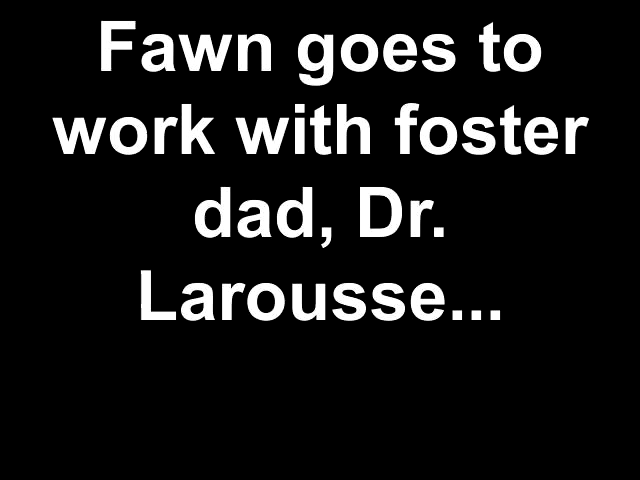 Fawn goes to
work with foster
dad, Dr.
Larousse...